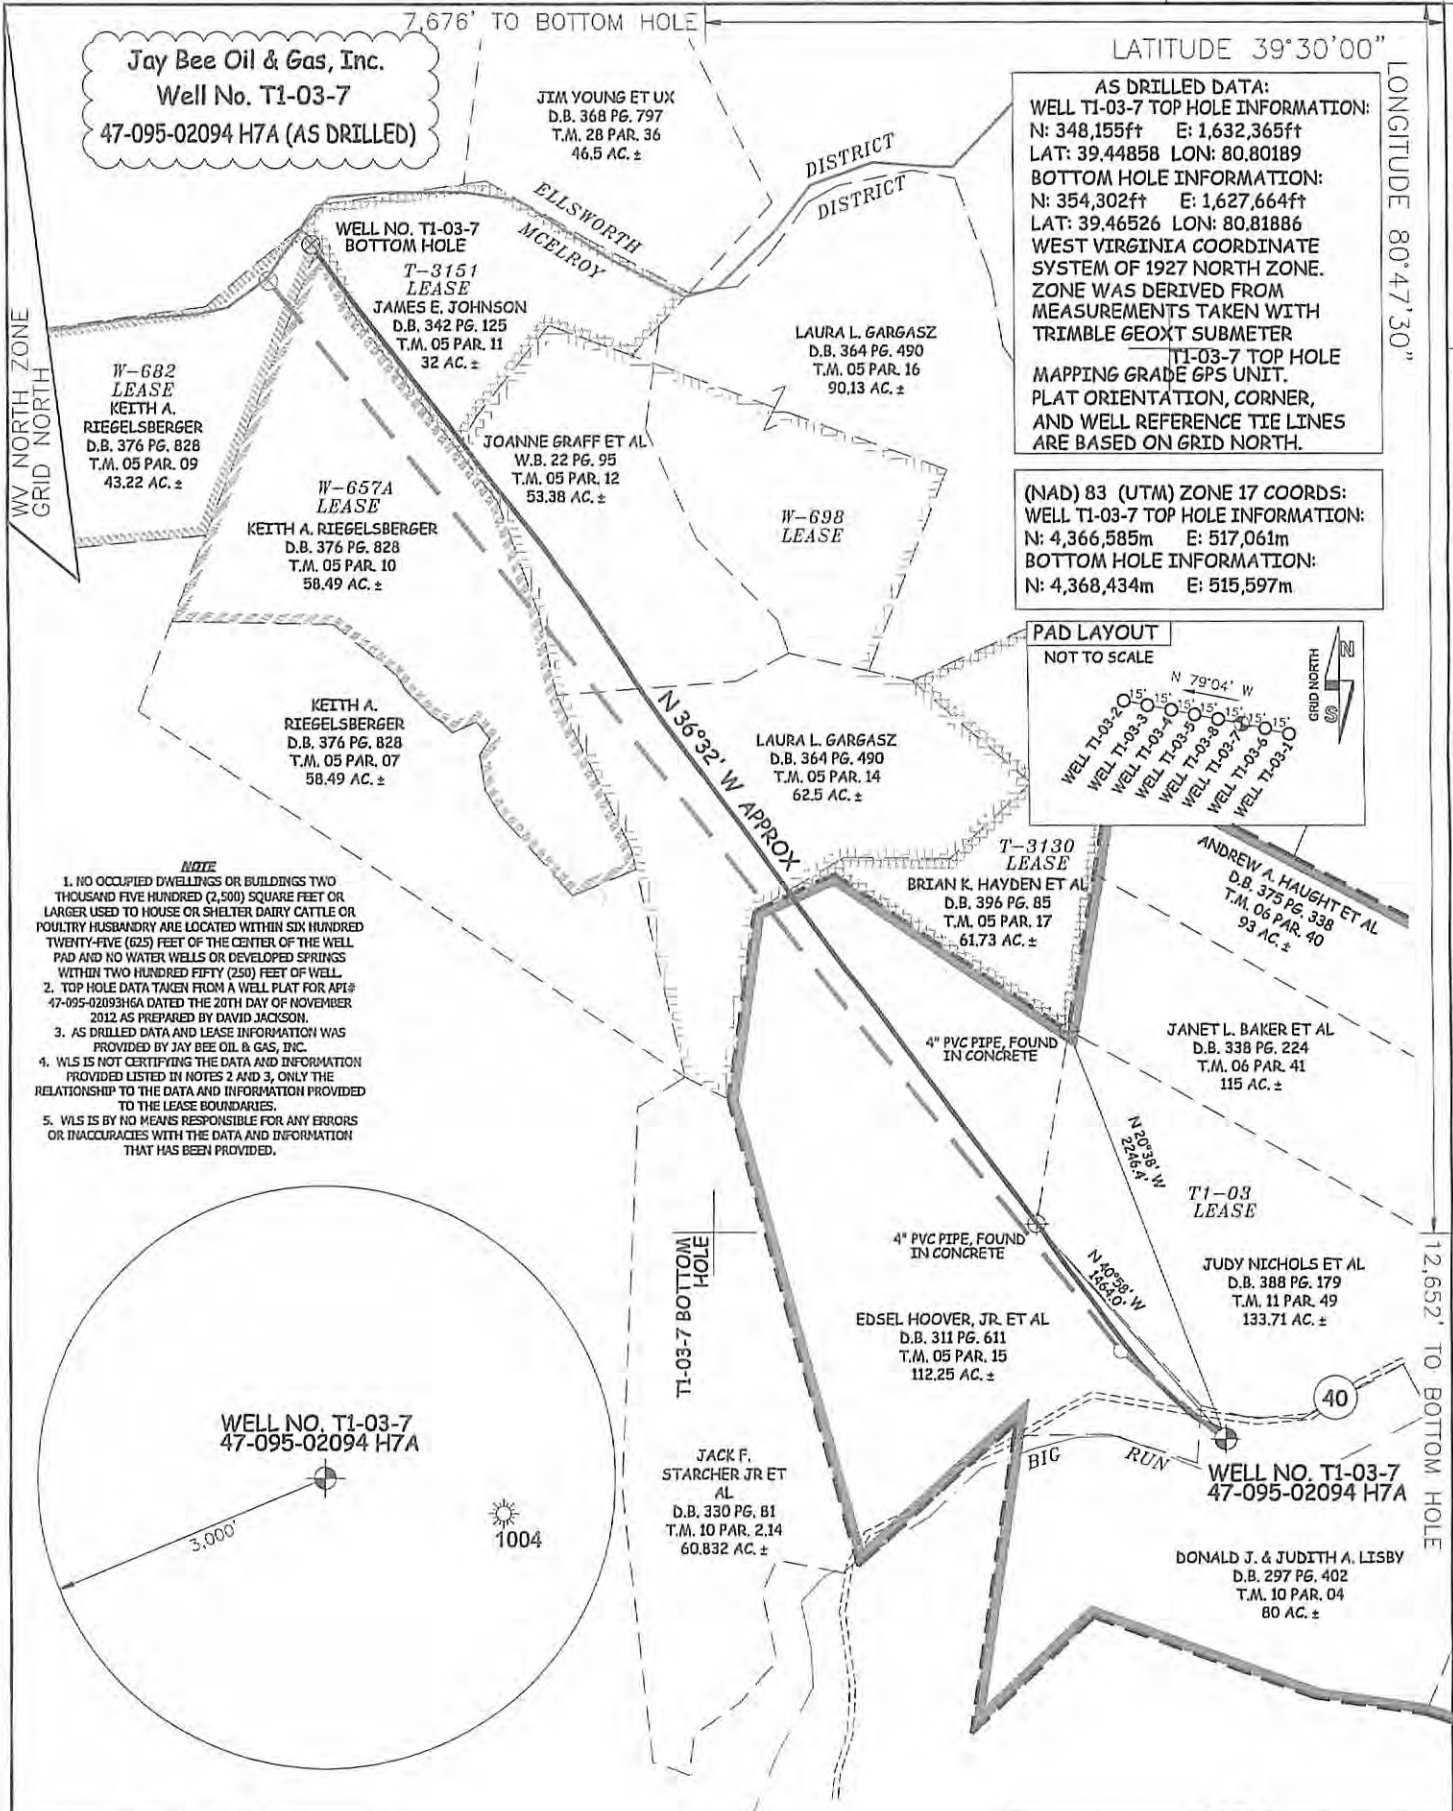 7,676' TO BOTTOM HOLE
LATITUDE 39°30'00"
LONGITUDE 80°47'30"
Jay Bee Oil & Gas, Inc.
Well No. T1-03-7
47-095-02094 H7A (AS DRILLED)
JIM YOUNG ET UX
D.B. 368 PG. 797
T.M. 28 PAR. 36
46.5 AC. ±
DISTRICT
DISTRICT
ELLSWORTH
MCELROY
AS DRILLED DATA:
WELL T1-03-7 TOP HOLE INFORMATION:
N: 348,155ft E: 1,632,365ft
LAT: 39.44858 LON: 80.80189
BOTTOM HOLE INFORMATION:
N: 354,302ft E: 1,627,664ft
LAT: 39.46526 LON: 80.81886
WEST VIRGINIA COORDINATE
SYSTEM OF 1927 NORTH ZONE.
ZONE WAS DERIVED FROM
MEASUREMENTS TAKEN WITH
TRIMBLE GEOXT SUBMETER
T1-03-7 TOP HOLE
MAPPING GRADE GPS UNIT.
PLAT ORIENTATION, CORNER,
AND WELL REFERENCE TIE LINES
ARE BASED ON GRID NORTH.
(NAD) 83 (UTM) ZONE 17 COORDS:
WELL T1-03-7 TOP HOLE INFORMATION:
N: 4,366,585m E: 517,061m
BOTTOM HOLE INFORMATION:
N: 4,368,434m E: 515,597m
PAD LAYOUT
NOT TO SCALE
N 79°04' W
15' 15' 15' 15' 15' 15' 15'
WELL T1-03-2
WELL T1-03-3
WELL T1-03-4
WELL T1-03-5
WELL T1-03-8
WELL T1-03-7
WELL T1-03-6
WELL T1-03-1
GRID NORTH
N
S
WV NORTH ZONE
GRID NORTH
WELL NO. T1-03-7
BOTTOM HOLE
T-3151
LEASE
JAMES E. JOHNSON
D.B. 342 PG. 125
T.M. 05 PAR. 11
32 AC. ±
W-682
LEASE
KEITH A.
RIEGELSBERGER
D.B. 376 PG. 828
T.M. 05 PAR. 09
43.22 AC. ±
LAURA L. GARGASZ
D.B. 364 PG. 490
T.M. 05 PAR. 16
90.13 AC. ±
JOANNE GRAFF ET AL
W.B. 22 PG. 95
T.M. 05 PAR. 12
53.38 AC. ±
W-657A
LEASE
KEITH A. RIEGELSBERGER
D.B. 376 PG. 828
T.M. 05 PAR. 10
58.49 AC. ±
W-698
LEASE
KEITH A.
RIEGELSBERGER
D.B. 376 PG. 828
T.M. 05 PAR. 07
58.49 AC. ±
N 36°32' W APPROX
LAURA L. GARGASZ
D.B. 364 PG. 490
T.M. 05 PAR. 14
62.5 AC. ±
T-3130
LEASE
BRIAN K. HAYDEN ET AL
D.B. 396 PG. 85
T.M. 05 PAR. 17
61.73 AC. ±
ANDREW A. HAUGHT ET AL
D.B. 375 PG. 338
T.M. 06 PAR. 40
93 AC. ±
NOTE
1. NO OCCUPIED DWELLINGS OR BUILDINGS TWO
THOUSAND FIVE HUNDRED (2,500) SQUARE FEET OR
LARGER USED TO HOUSE OR SHELTER DAIRY CATTLE OR
POULTRY HUSBANDRY ARE LOCATED WITHIN SIX HUNDRED
TWENTY-FIVE (625) FEET OF THE CENTER OF THE WELL
PAD AND NO WATER WELLS OR DEVELOPED SPRINGS
WITHIN TWO HUNDRED FIFTY (250) FEET OF WELL.
2. TOP HOLE DATA TAKEN FROM A WELL PLAT FOR API#
47-095-02093H6A DATED THE 20TH DAY OF NOVEMBER
2012 AS PREPARED BY DAVID JACKSON.
3. AS DRILLED DATA AND LEASE INFORMATION WAS
PROVIDED BY JAY BEE OIL & GAS, INC.
4. WLS IS NOT CERTIFYING THE DATA AND INFORMATION
PROVIDED LISTED IN NOTES 2 AND 3, ONLY THE
RELATIONSHIP TO THE DATA AND INFORMATION PROVIDED
TO THE LEASE BOUNDARIES.
5. WLS IS BY NO MEANS RESPONSIBLE FOR ANY ERRORS
OR INACCURACIES WITH THE DATA AND INFORMATION
THAT HAS BEEN PROVIDED.
4" PVC PIPE, FOUND
IN CONCRETE
JANET L. BAKER ET AL
D.B. 338 PG. 224
T.M. 06 PAR. 41
115 AC. ±
N 20°38' W
2246.4'
T1-03
LEASE
4" PVC PIPE, FOUND
IN CONCRETE
N 40°58' W
1464.0'
JUDY NICHOLS ET AL
D.B. 388 PG. 179
T.M. 11 PAR. 49
133.71 AC. ±
T1-03-7 BOTTOM
HOLE
12,652' TO BOTTOM HOLE
EDSEL HOOVER, JR. ET AL
D.B. 311 PG. 611
T.M. 05 PAR. 15
112.25 AC. ±
40
BIG RUN
WELL NO. T1-03-7
47-095-02094 H7A
WELL NO. T1-03-7
47-095-02094 H7A
3,000'
1004
JACK F.
STARCHER JR ET
AL
D.B. 330 PG. 81
T.M. 10 PAR. 2.14
60.832 AC. ±
DONALD J. & JUDITH A. LISBY
D.B. 297 PG. 402
T.M. 10 PAR. 04
80 AC. ±